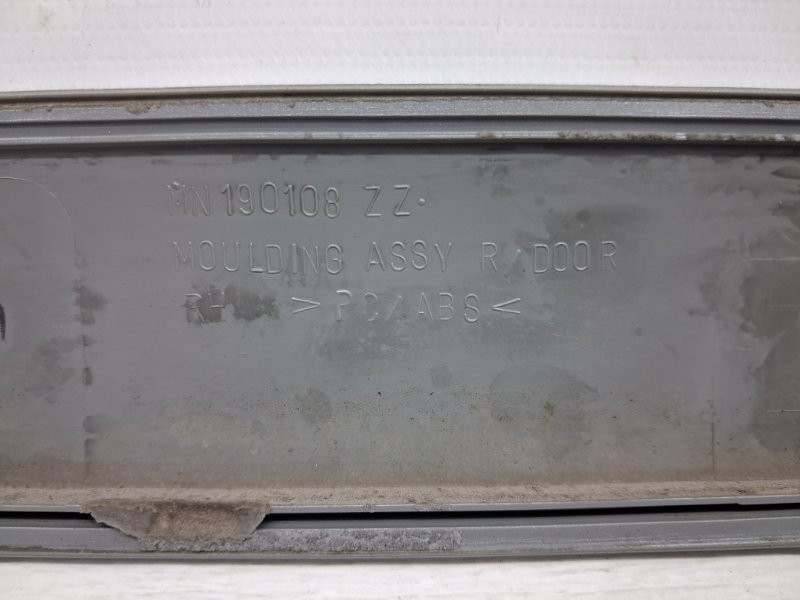 MN190108 ZZ.
MOULDING ASSY R/DOOR
RH >PC/ABS<